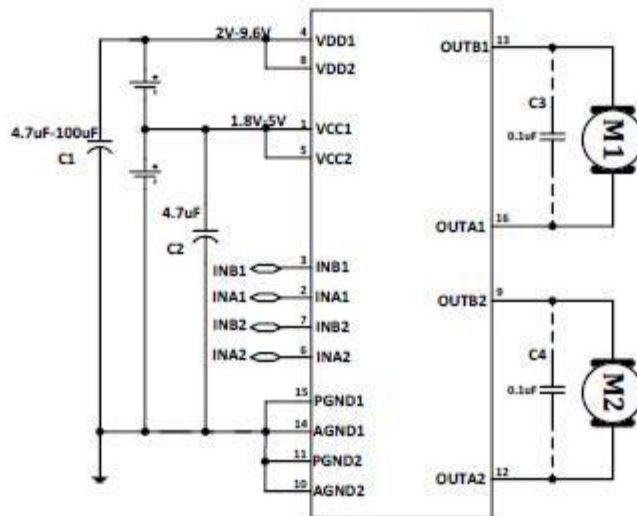 2V-9.6V
4
VDD1
8
VDD2
OUTB1
13
+
4.7uF-100uF
C1
1.8V-5V
1
VCC1
5
VCC2
C3
0.1uF
M1
+
4.7uF
C2
OUTA1
16
INB1
3
INB1
INA1
2
INA1
INB2
7
INB2
INA2
6
INA2
OUTB2
9
C4
0.1uF
M2
15
PGND1
14
AGND1
11
PGND2
10
AGND2
OUTA2
12